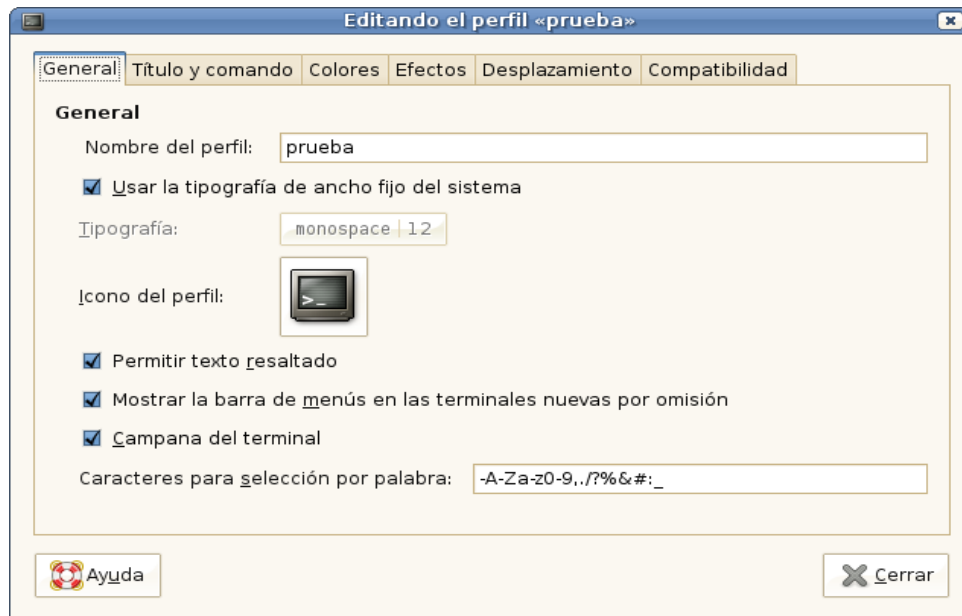 Editando el perfil «prueba»
General Título y comando Colores Efectos Desplazamiento Compatibilidad
General
Nombre del perfil: prueba
Usar la tipografía de ancho fijo del sistema
Tipografía: monospace | 12
Icono del perfil: >_
Permitir texto resaltado
Mostrar la barra de menús en las terminales nuevas por omisión
Campana del terminal
Caracteres para selección por palabra: -A-Za-z0-9,./?%&#:_
Ayuda Cerrar